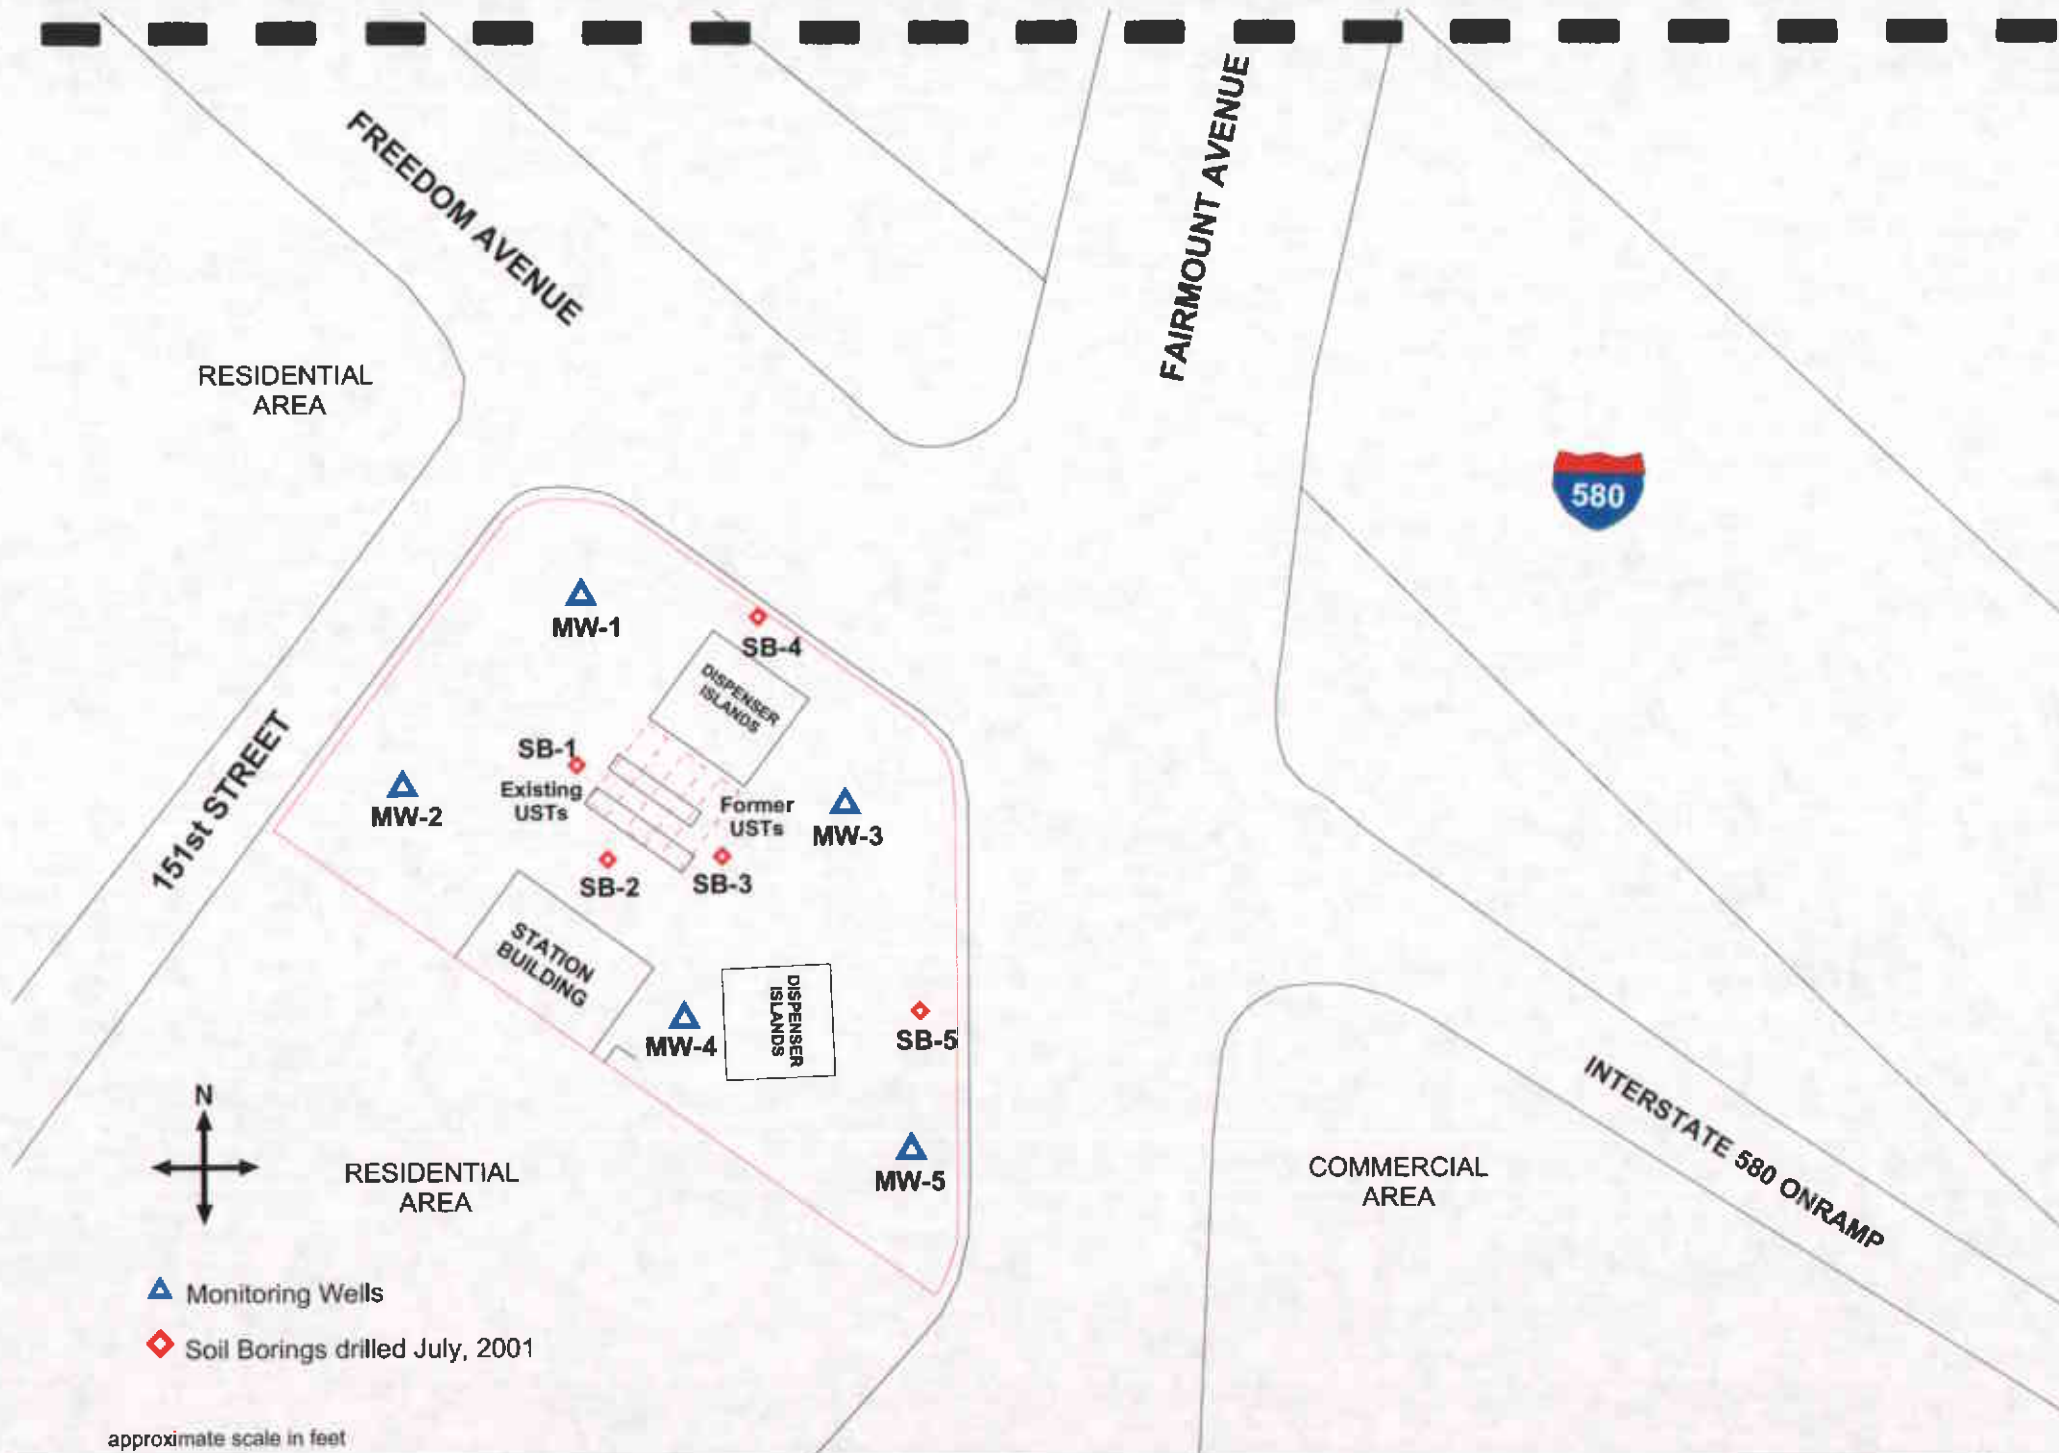 FREEDOM AVENUE
FAIRMOUNT AVENUE
RESIDENTIAL
AREA
580
MW-1
SB-4
DISPENSER
ISLANDS
151st STREET
SB-1
MW-2
Existing
USTs
Former
USTs
MW-3
SB-2
SB-3
STATION
BUILDING
MW-4
DISPENSER
ISLANDS
SB-5
MW-5
N
RESIDENTIAL
AREA
COMMERCIAL
AREA
INTERSTATE 580 ONRAMP
Monitoring Wells
Soil Borings drilled July, 2001
approximate scale in feet